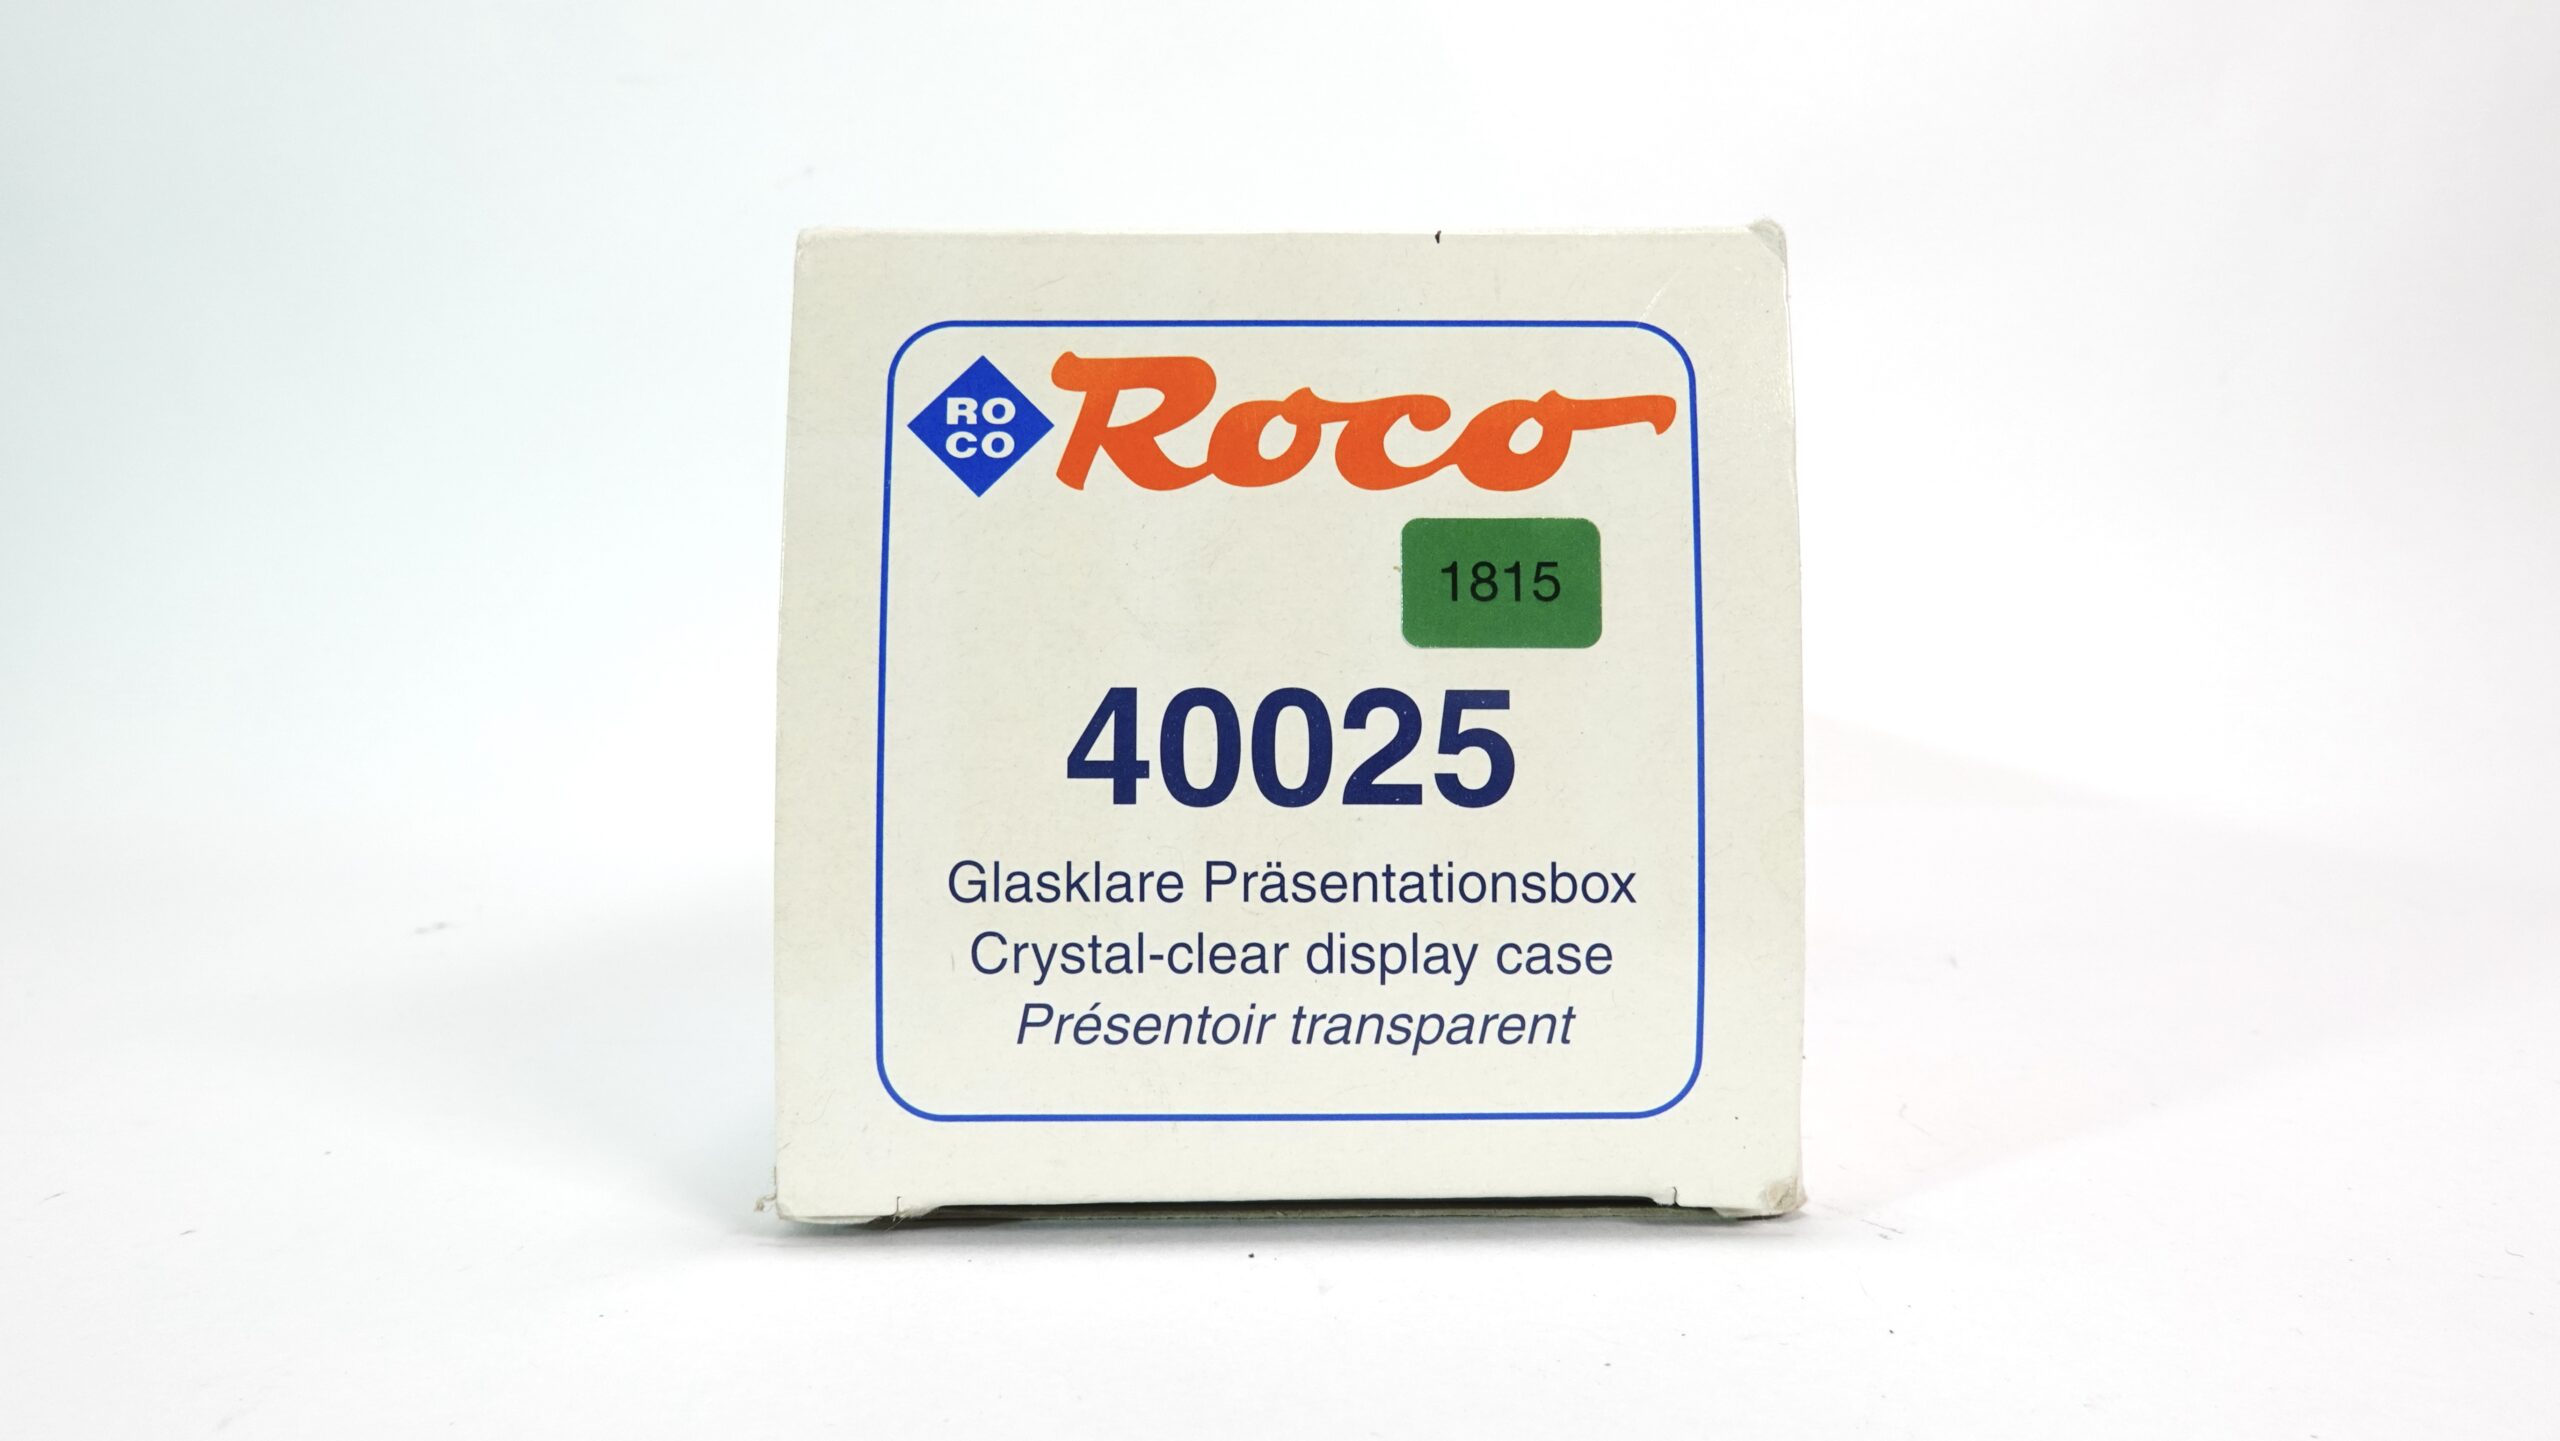 RO
CO
Roco
1815
40025
Glasklare Präsentationsbox
Crystal-clear display case
Présentoir transparent